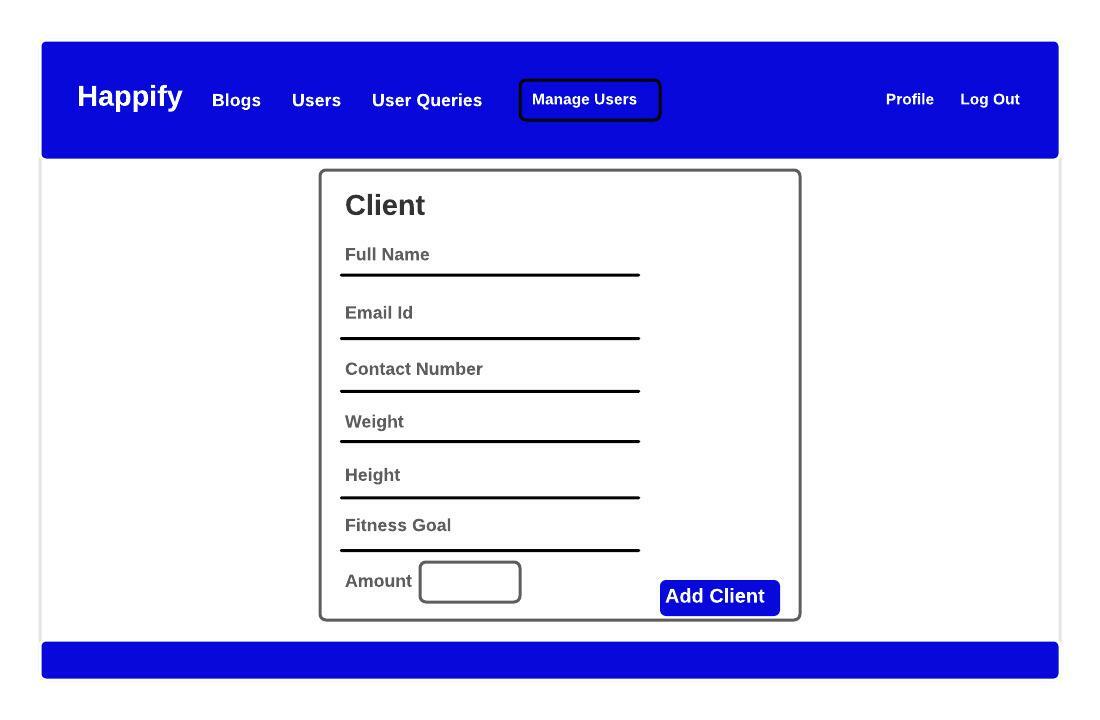 Happify Blogs Users User Queries Manage Users Profile Log Out
Client
Full Name
Email Id
Contact Number
Weight
Height
Fitness Goal
Amount
Add Client